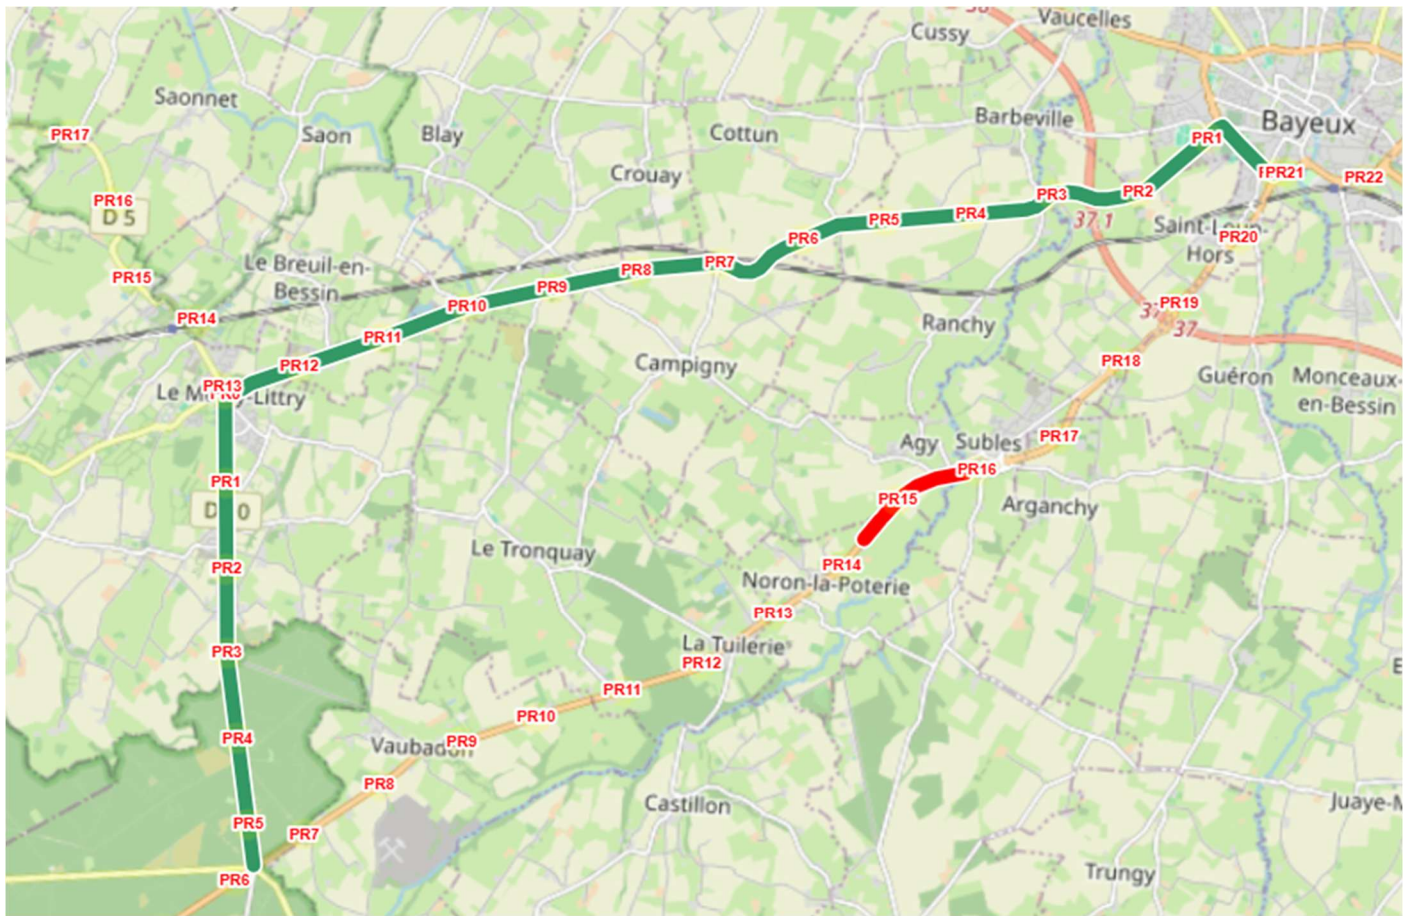 Vaucelles
Cussy
Saonnet
Barbeville
Bayeux
PR17
Saon
Blay
Cottun
PR1
PR21
PR22
Crouay
PR16
D 5
PR3
PR2
PR5
PR4
37.1
PR6
Saint-Loup-
Hors
PR20
PR15
Le Breuil-en-
Bessin
PR7
PR8
PR9
PR10
PR19
37
PR14
PR11
Ranchy
PR12
Campigny
PR18
Guéron
Monceaux-
en-Bessin
PR13
PR17
Agy
Subles
PR16
PR1
PR15
Arganchy
Le Tronquay
PR2
PR14
Noron-la-Poterie
PR13
PR3
La Tuilerie
PR12
PR11
PR10
PR4
Vaubadon
PR9
PR8
Castillon
Juaye-M
PR5
PR7
PR6
Trungy